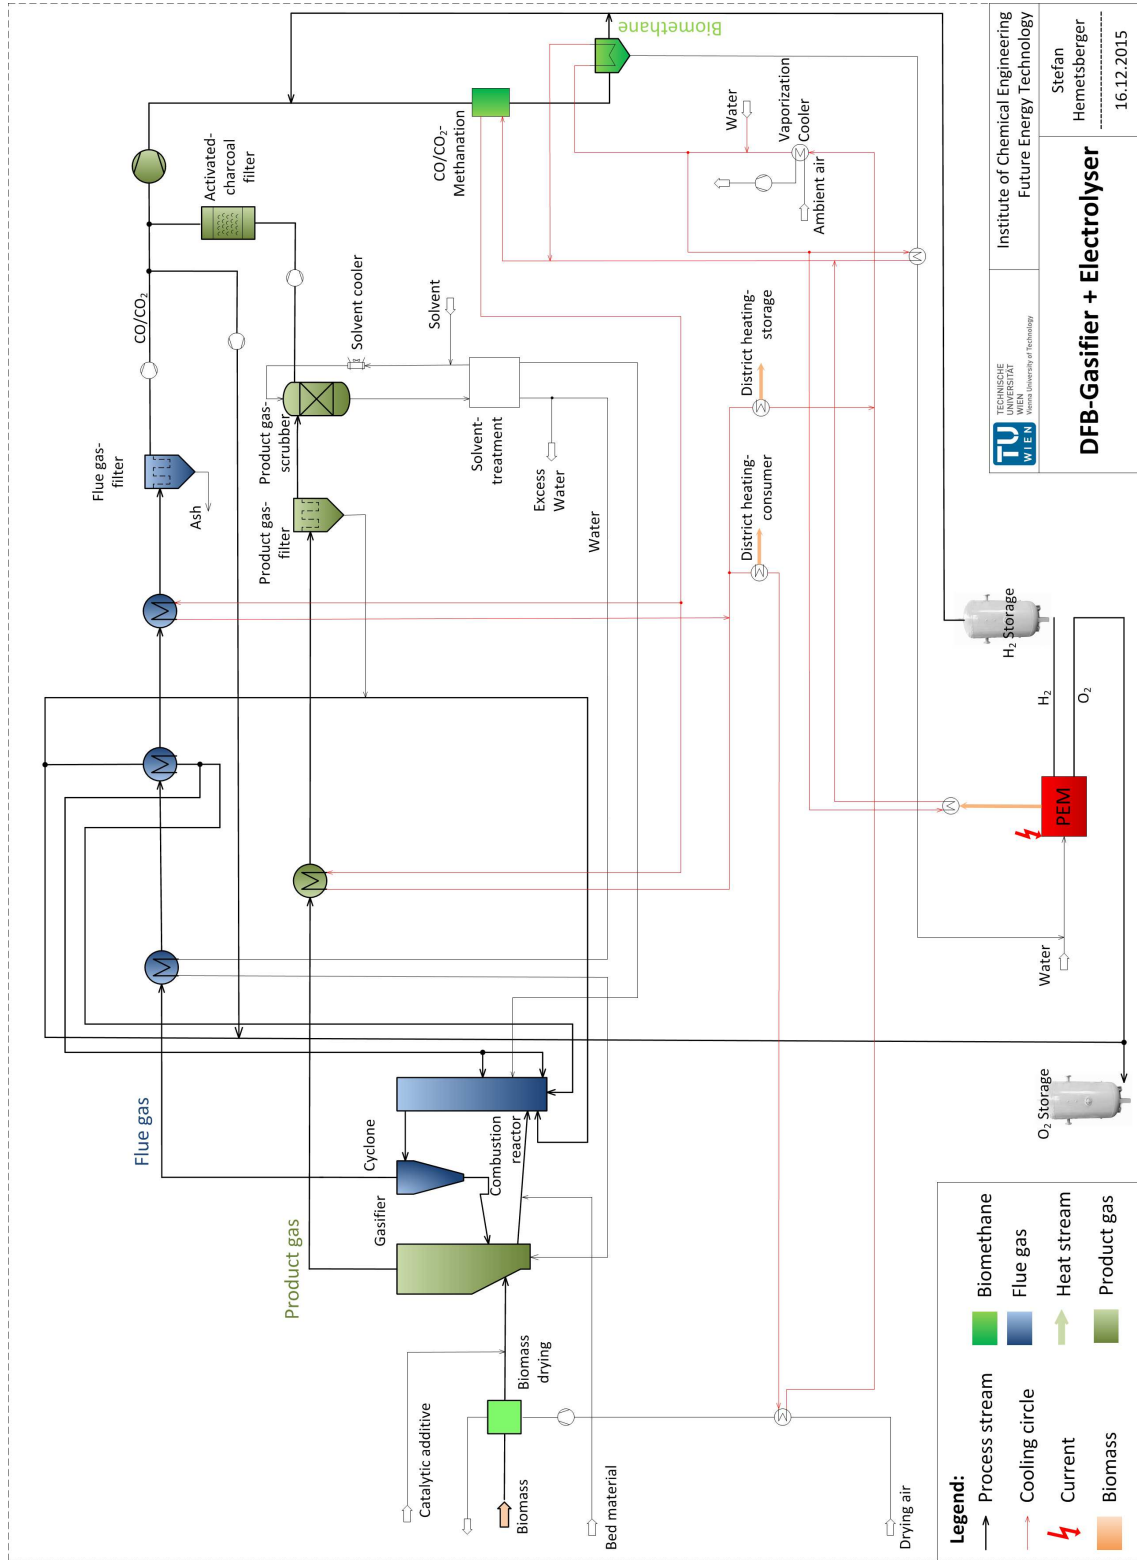 Biomethane
Activated-
charcoal
filter
CO/CO₂
Flue gas-
filter
Ash
CO/CO₂-
Methanation
Water
Vaporization
Cooler
Ambient air
Solvent cooler
Solvent
Product gas-
scrubber
Product gas-
filter
Solvent-
treatment
Excess
Water
Water
District heating-
storage
District heating-
consumer
H₂ Storage
H₂
O₂
PEM
Water
O₂ Storage
Flue gas
Product gas
Cyclone
Gasifier
Combustion
reactor
Biomass
drying
Catalytic additive
Biomass
Bed material
Drying air
Legend:
Process stream
Cooling circle
Current
Biomass
Biomethane
Flue gas
Heat stream
Product gas
TU
WIEN
TECHNISCHE
UNIVERSITÄT
WIEN
Vienna University of Technology
Institute of Chemical Engineering
Future Energy Technology
DFB-Gasifier + Electrolyser
Stefan
Hemetsberger
16.12.2015